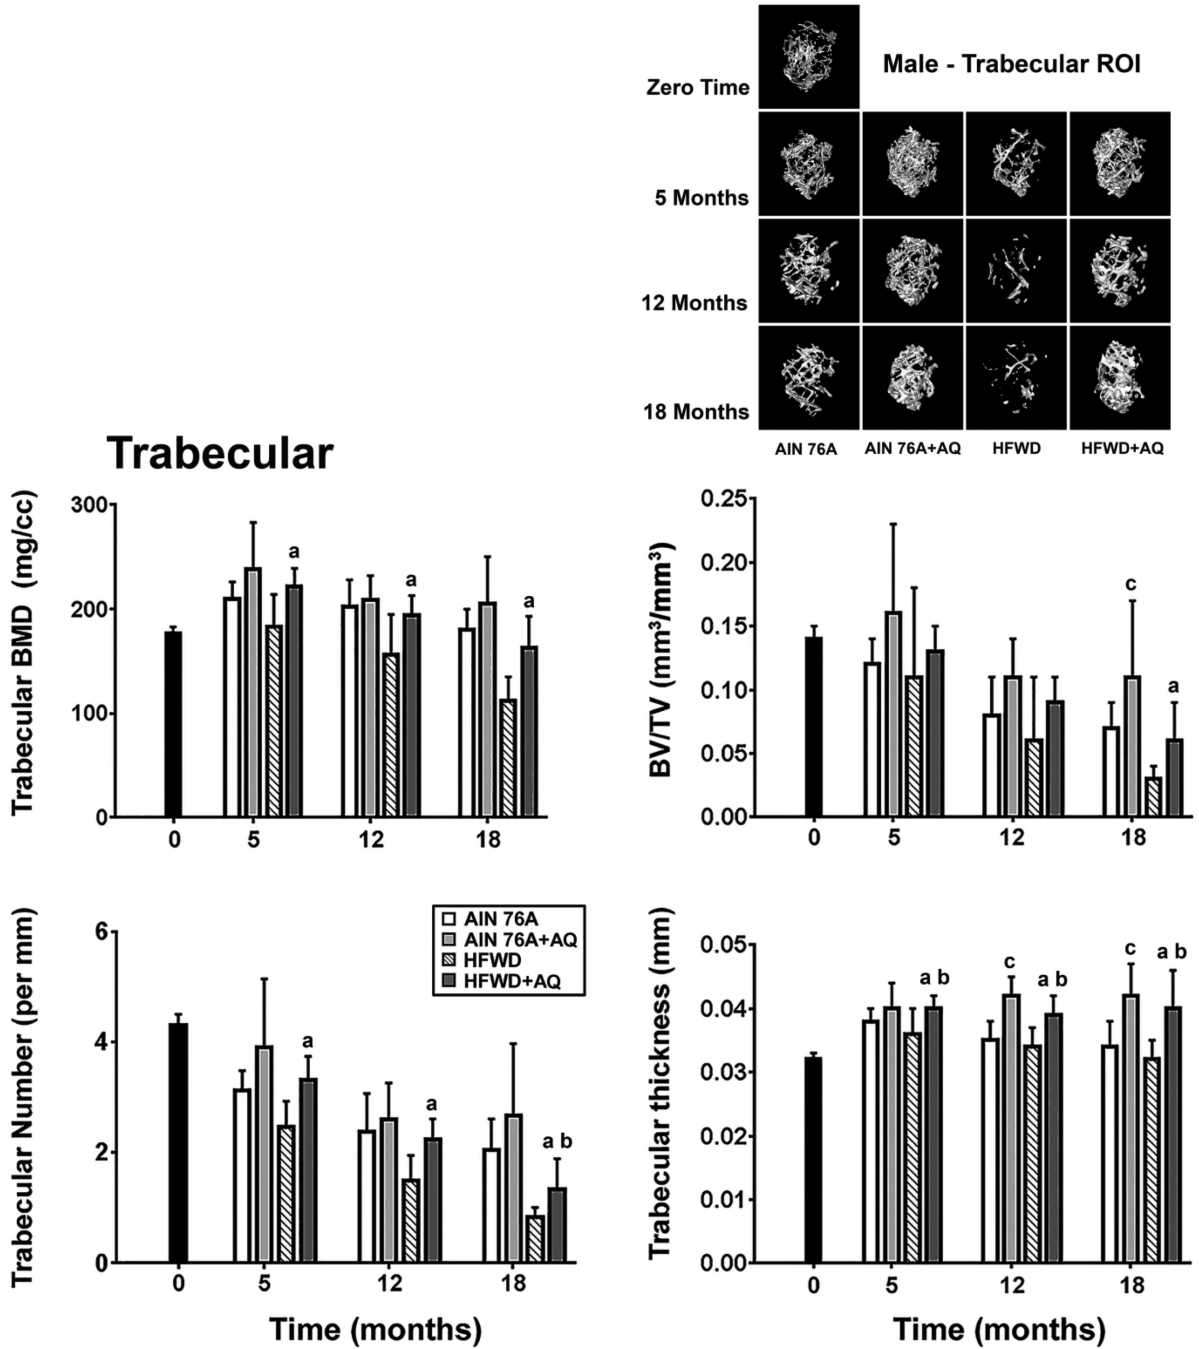 Male - Trabecular ROI
Zero Time
5 Months
12 Months
18 Months
AIN 76A AIN 76A+AQ HFWD HFWD+AQ
Trabecular
Trabecular BMD (mg/cc)
300
200
100
0
a
a
a
0 5 12 18
BV/TV (mm³/mm³)
0.25
0.20
0.15
0.10
0.05
0.00
c
a
0 5 12 18
Trabecular Number (per mm)
6
4
2
0
AIN 76A
AIN 76A+AQ
HFWD
HFWD+AQ
a
a
a b
0 5 12 18
Time (months)
Trabecular thickness (mm)
0.05
0.04
0.03
0.02
0.01
0.00
a b
c
a b
c
a b
0 5 12 18
Time (months)